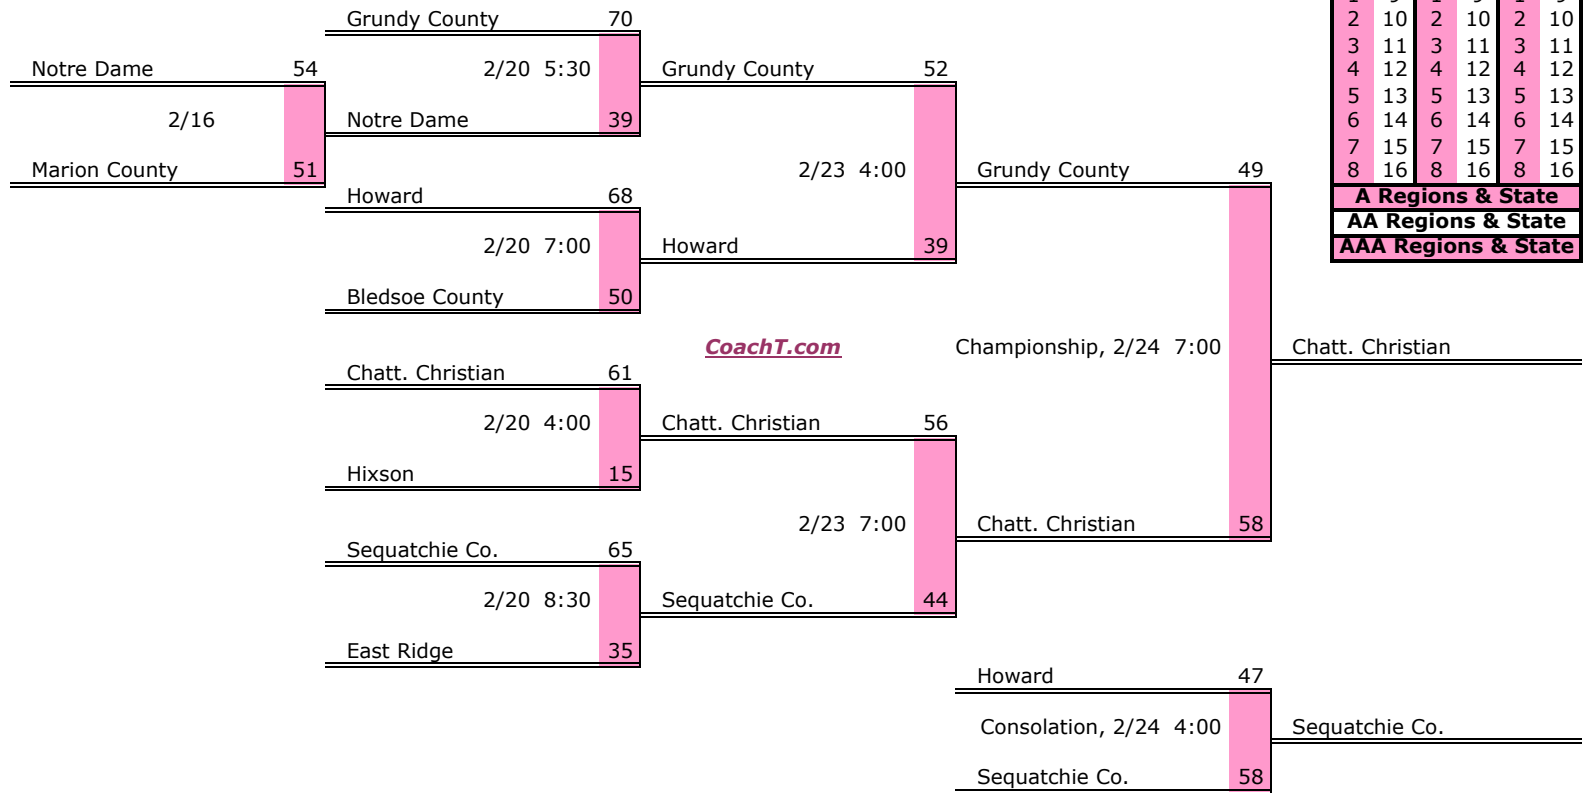 1 9 1 9 1 9
Grundy County 70
2 10 2 10 2 10
3 11 3 11 3 11
Notre Dame 54
2/20 5:30
Grundy County 52
4 12 4 12 4 12
5 13 5 13 5 13
2/16
Notre Dame 39
6 14 6 14 6 14
7 15 7 15 7 15
Marion County 51
2/23 4:00
Grundy County 49
8 16 8 16 8 16
Howard 68
A Regions & State
AA Regions & State
2/20 7:00
Howard 39
AAA Regions & State
Bledsoe County 50
CoachT.com
Championship, 2/24 7:00
Chatt. Christian
Chatt. Christian 61
2/20 4:00
Chatt. Christian 56
Hixson 15
2/23 7:00
Chatt. Christian 58
Sequatchie Co. 65
2/20 8:30
Sequatchie Co. 44
East Ridge 35
Howard 47
Consolation, 2/24 4:00
Sequatchie Co.
Sequatchie Co. 58